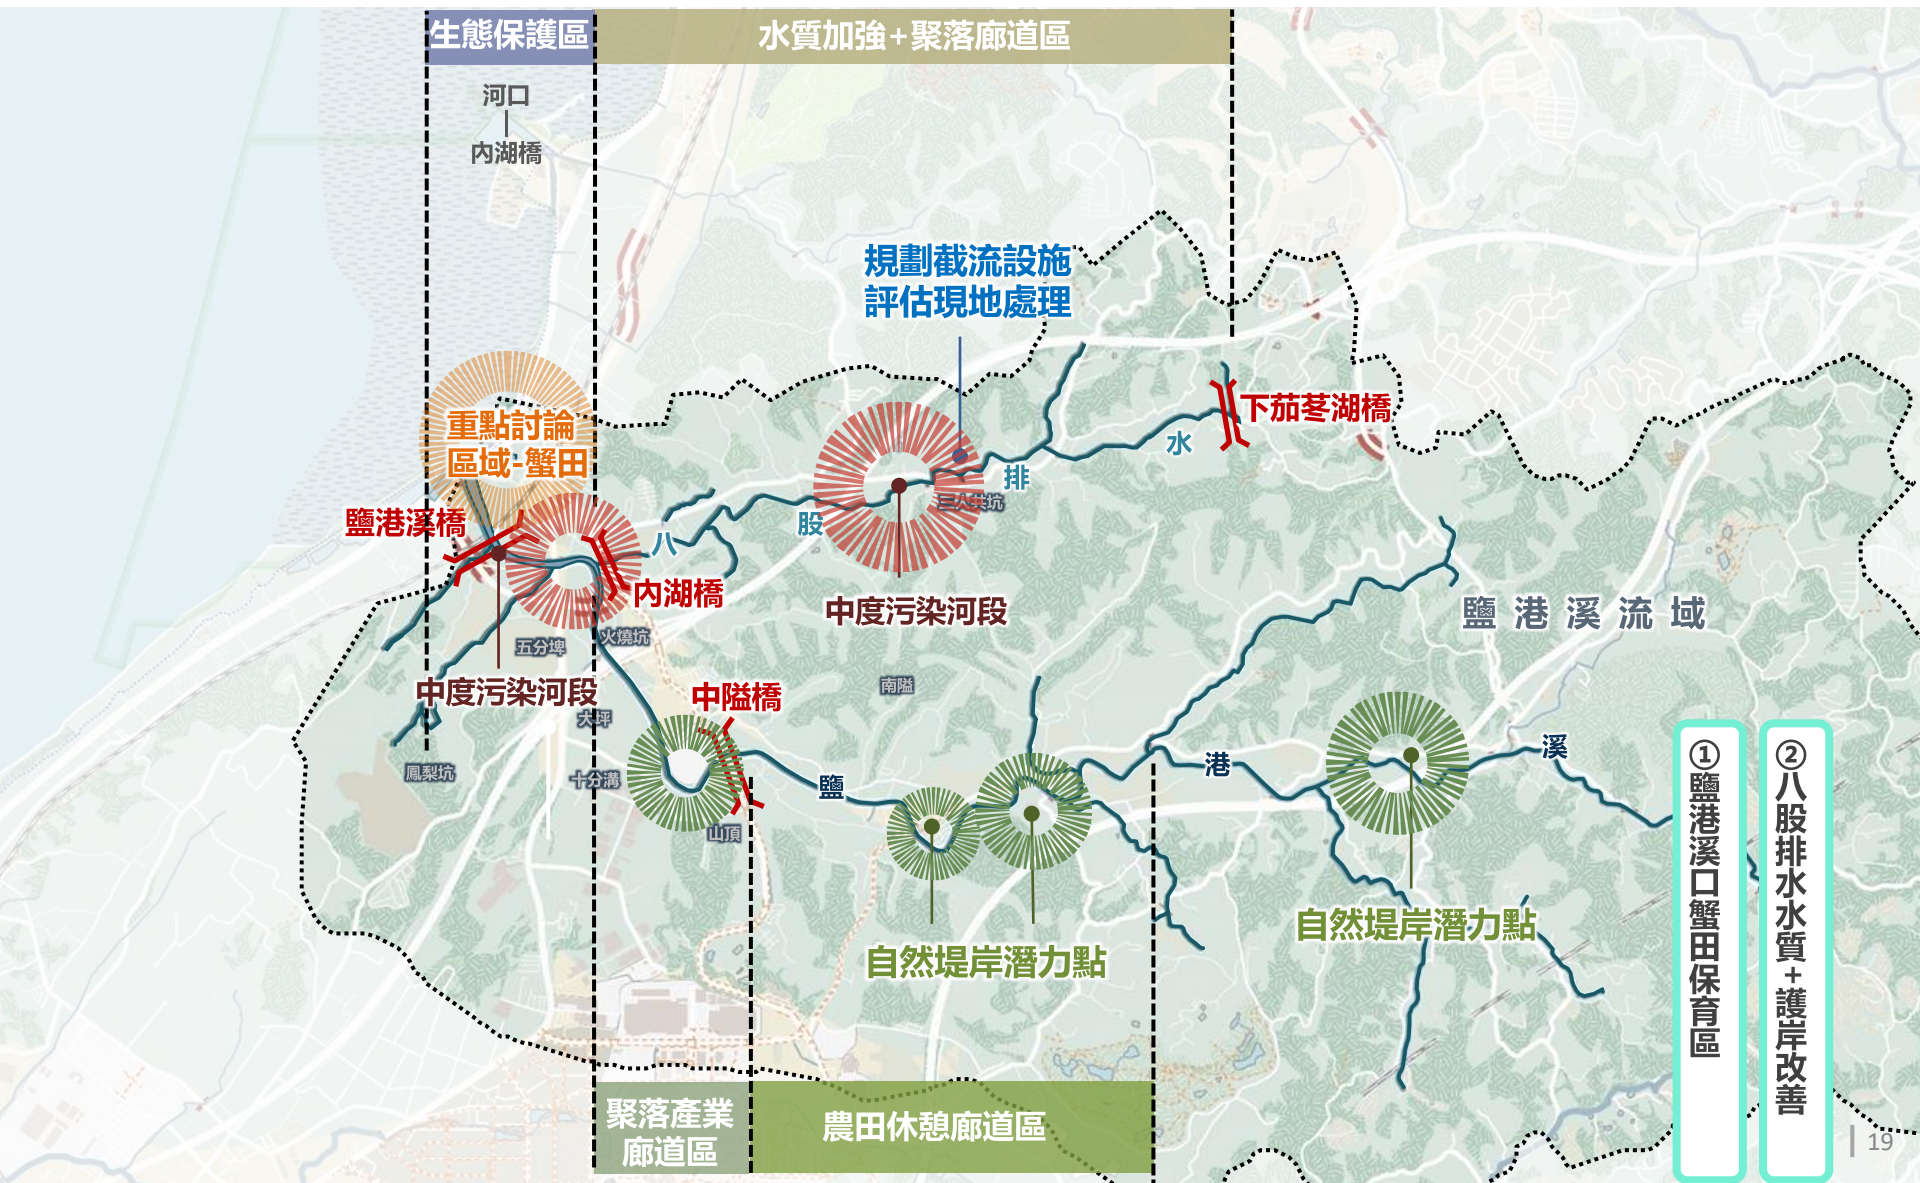 生態保護區
水質加強+聚落廊道區
河口
內湖橋
規劃截流設施
評估現地處理
重點討論
區域-蟹田
下茄苳湖橋
水
排
三人共坑
股
八
鹽港溪橋
內湖橋
中度污染河段
鹽港溪流域
火燒坑
五分埤
中度污染河段
南隘
中隘橋
大坪
鳳梨坑
十分溝
山頂
鹽
港
溪
自然堤岸潛力點
自然堤岸潛力點
①鹽港溪口蟹田保育區
②八股排水水質+護岸改善
聚落產業
廊道區
農田休憩廊道區
19